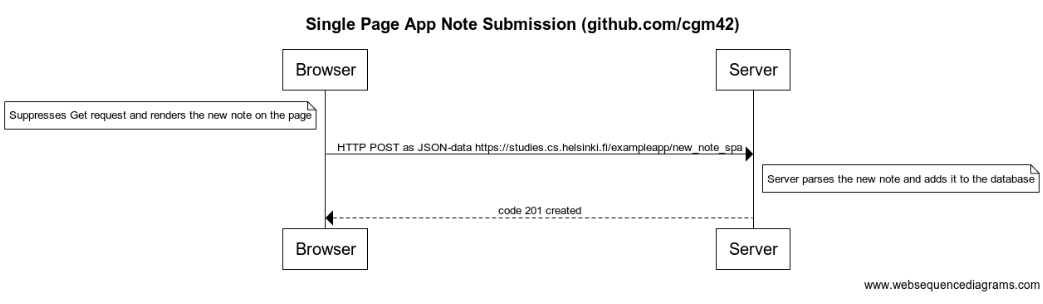 Single Page App Note Submission (github.com/cgm42)
Browser
Server
Suppresses Get request and renders the new note on the page
HTTP POST as JSON-data https://studies.cs.helsinki.fi/exampleapp/new_note_spa
Server parses the new note and adds it to the database
code 201 created
Browser
Server
www.websequencediagrams.com